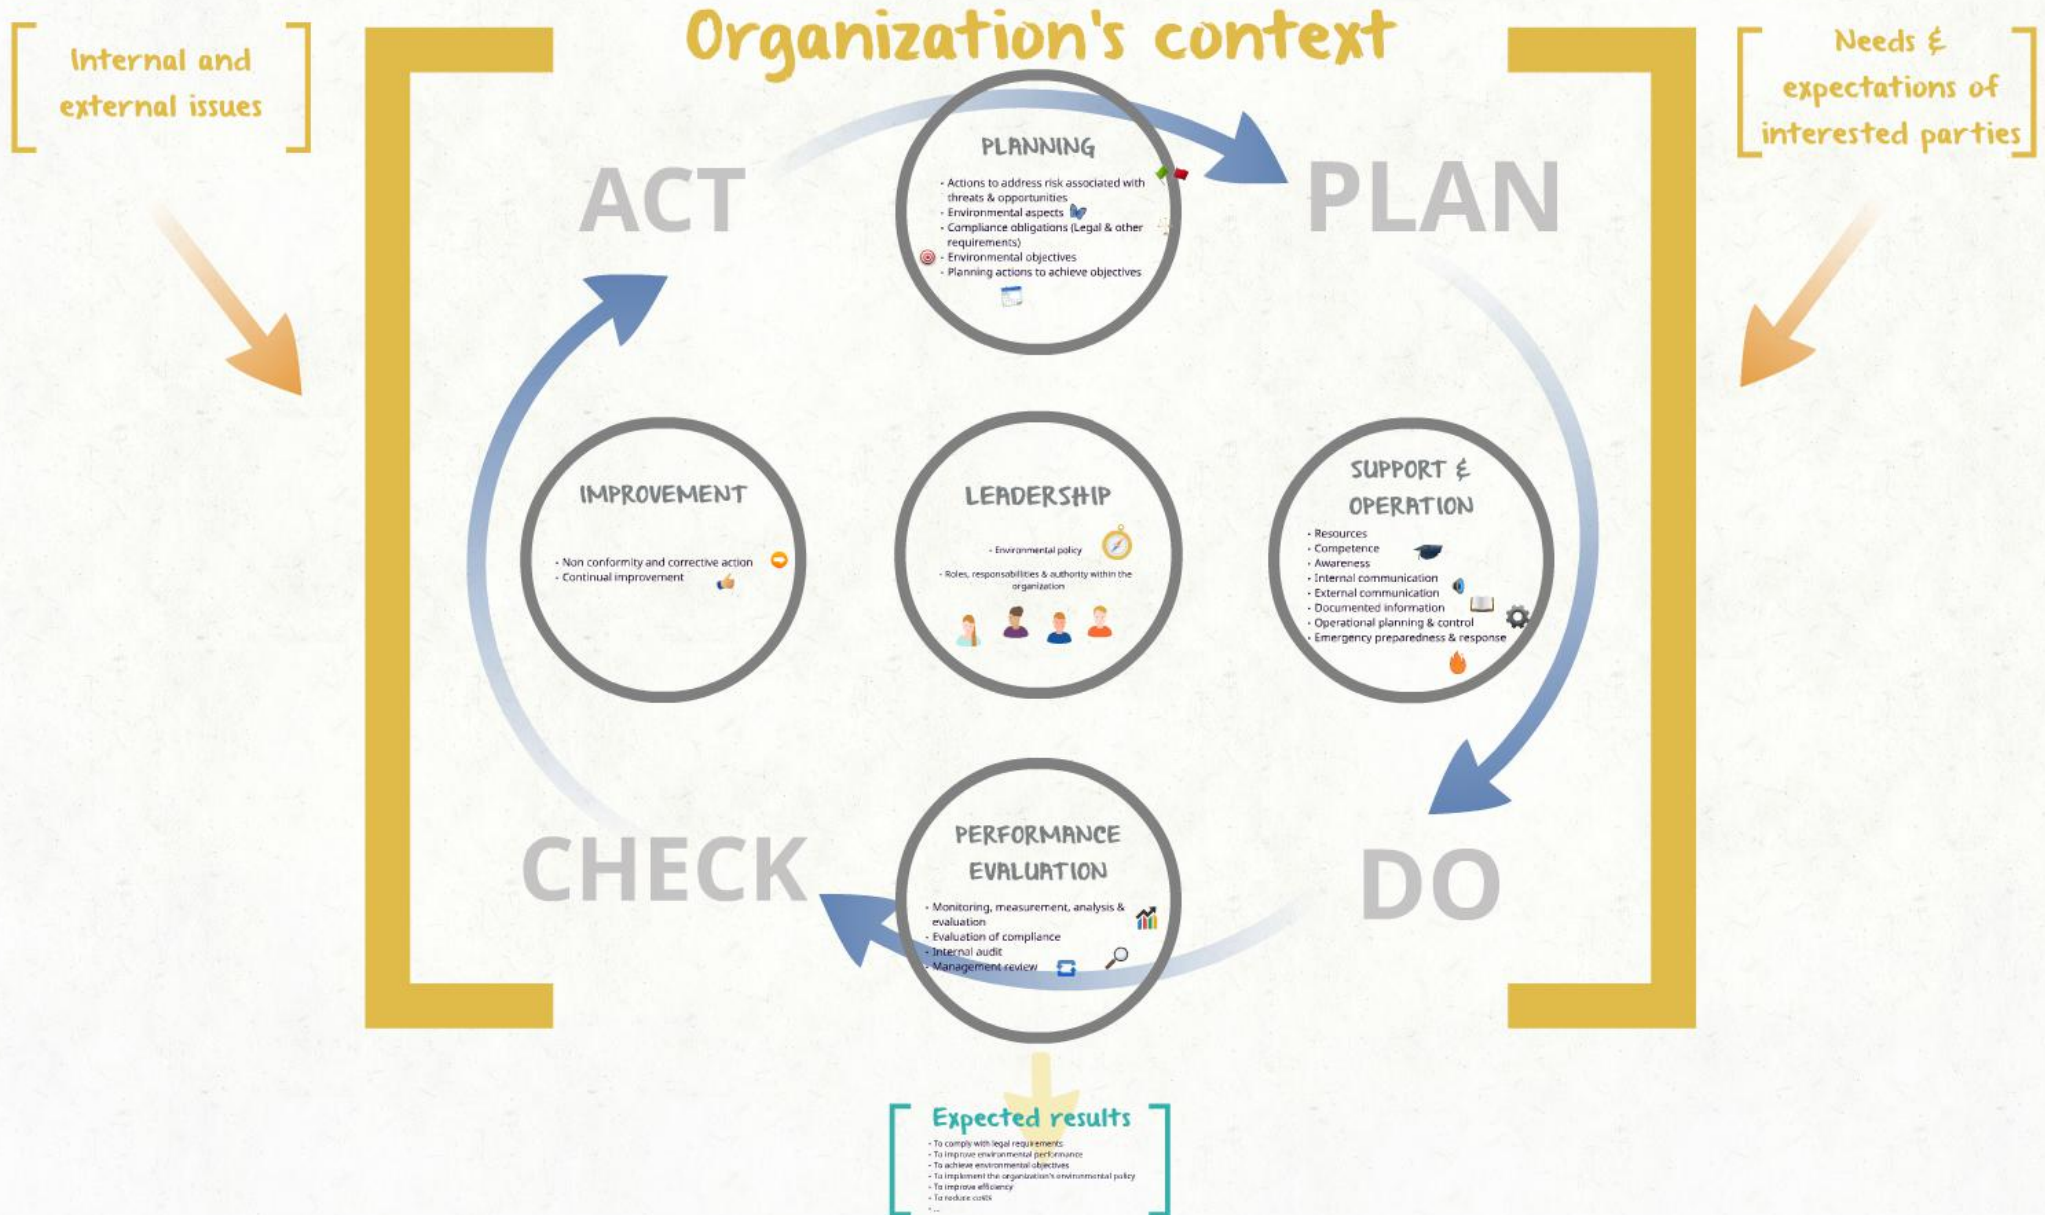 Organization's context
Internal and
external issues
Needs &
expectations of
interested parties
ACT
PLAN
PLANNING
- Actions to address risk associated with
threats & opportunities
- Environmental aspects
- Compliance obligations (Legal & other
requirements)
- Environmental objectives
- Planning actions to achieve objectives
IMPROVEMENT
- Non conformity and corrective action
- Continual improvement
LEADERSHIP
- Environmental policy
- Roles, responsabillities & authority within the
organization
SUPPORT &
OPERATION
- Resources
- Competence
- Awareness
- Internal communication
- External communication
- Documented information
- Operational planning & control
- Emergency preparedness & response
CHECK
DO
PERFORMANCE
EVALUATION
- Monitoring, measurement, analysis &
evaluation
- Evaluation of compliance
- Internal audit
- Management review
Expected results
- To comply with legal requirements
- To improve environmental performance
- To achieve environmental objectives
- To implement the organization's environmental policy
- To improve efficiency
- To reduce costs
- ...